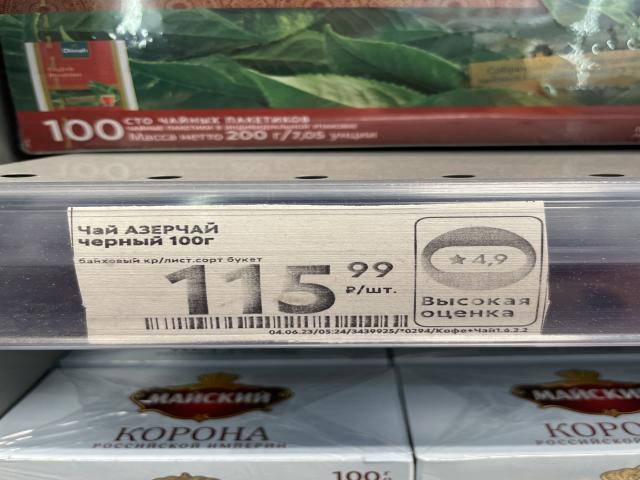 Dilmah
100 СТО ЧАЙНЫХ ПАКЕТИКОВ
чайные пакетики в индивидуальной упаковке
Масса нетто 200 г/7,05 унции
Чай АЗЕРЧАЙ
черный 100г
байховый кр/лист.сорт букет
115 99
₽/шт.
★ 4,9
Высокая
оценка
04.06.23/05:24/3439925/*0294/Кофе+Чай1.6.2.2
МАЙСКИЙ
КОРОНА
РОССИЙСКОЙ ИМПЕРИИ
100г
МАЙСКИЙ
КОРОНА
РОССИЙСКОЙ